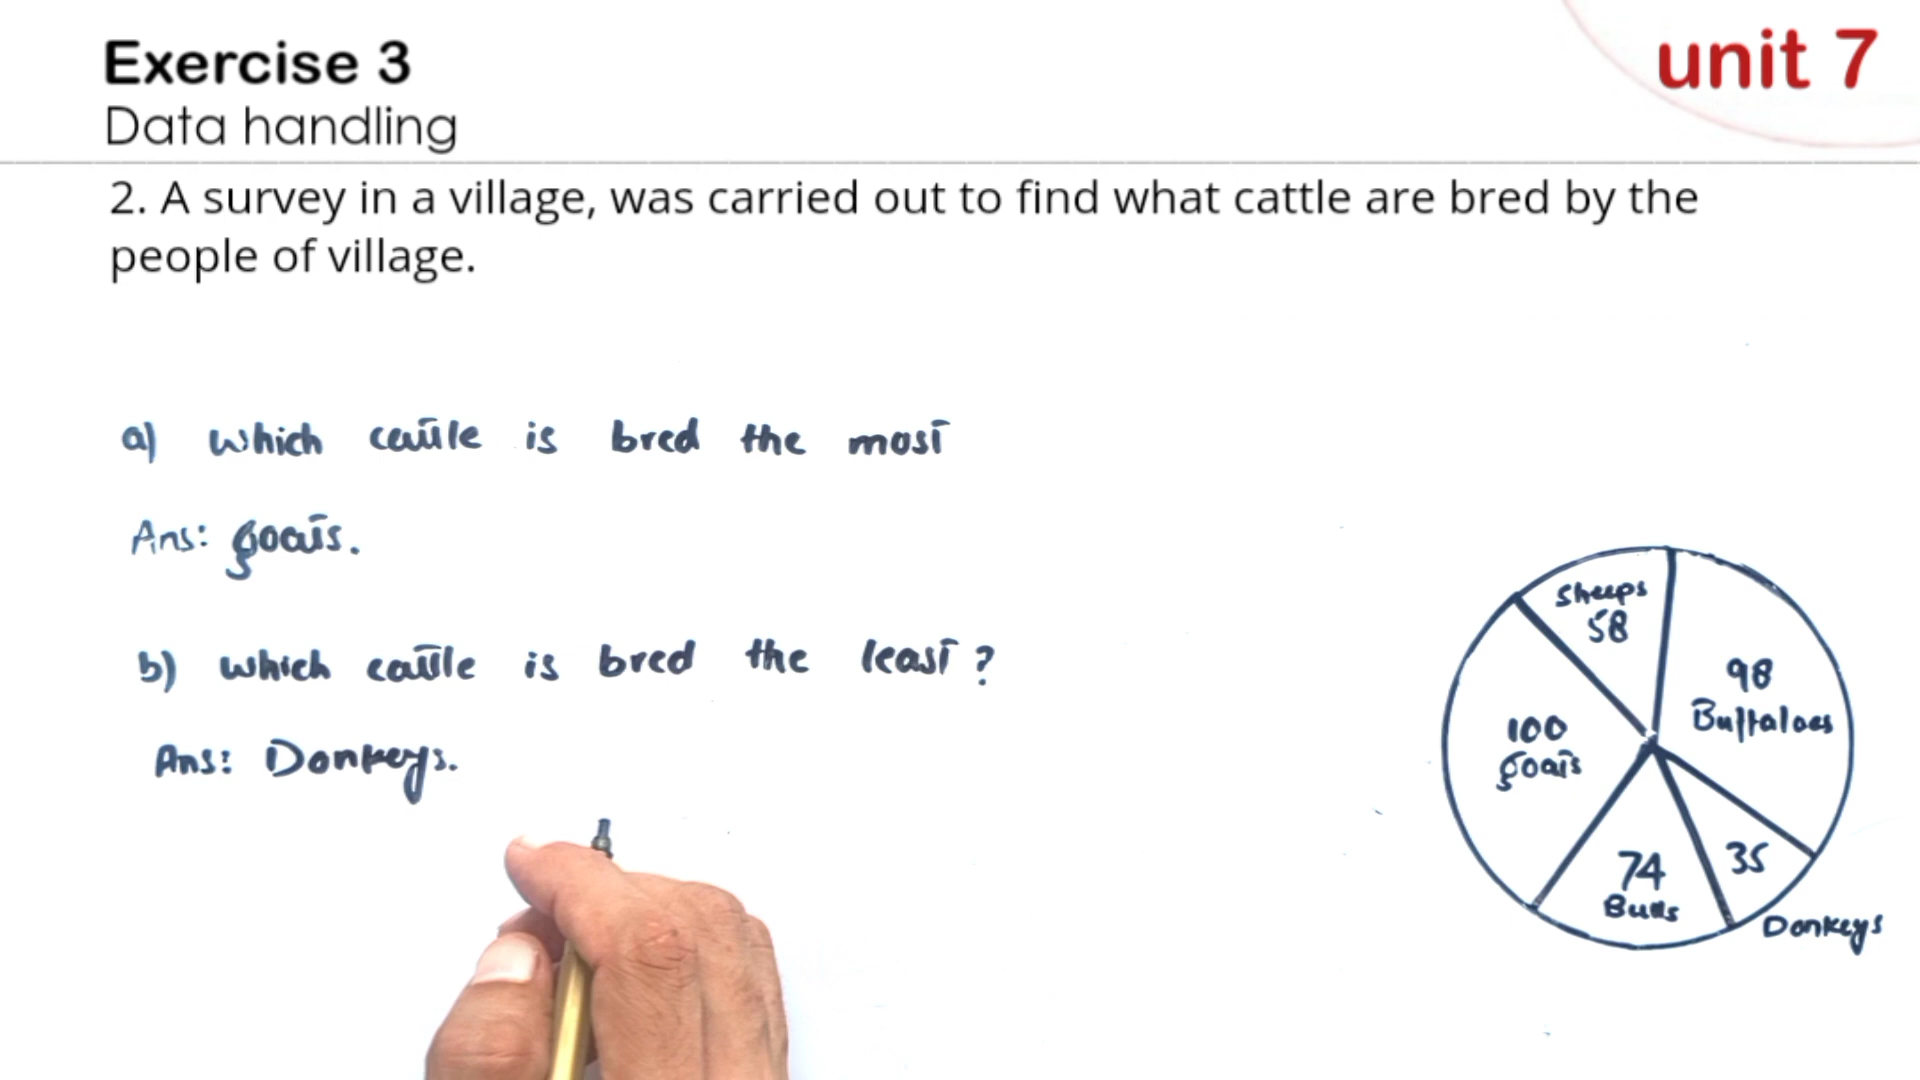 Exercise 3
unit 7
Data handling
2. A survey in a village, was carried out to find what cattle are bred by the
people of village.
a) which cattle is bred the most
Ans: goats.
b) which cattle is bred the least?
Ans: Donkeys.
Sheeps
58
98
Buffaloes
100
goats
74
Bulls
35
Donkeys